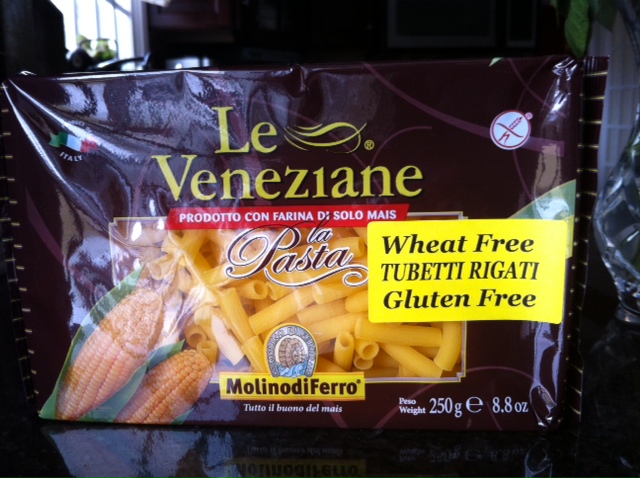 ITALY
Le
Veneziane®
PRODOTTO CON FARINA DI SOLO MAIS
la
Pasta
Wheat Free
TUBETTI RIGATI
Gluten Free
MolinodiFerro®
Tutto il buono del mais
Peso
Weight 250g e 8.8oz